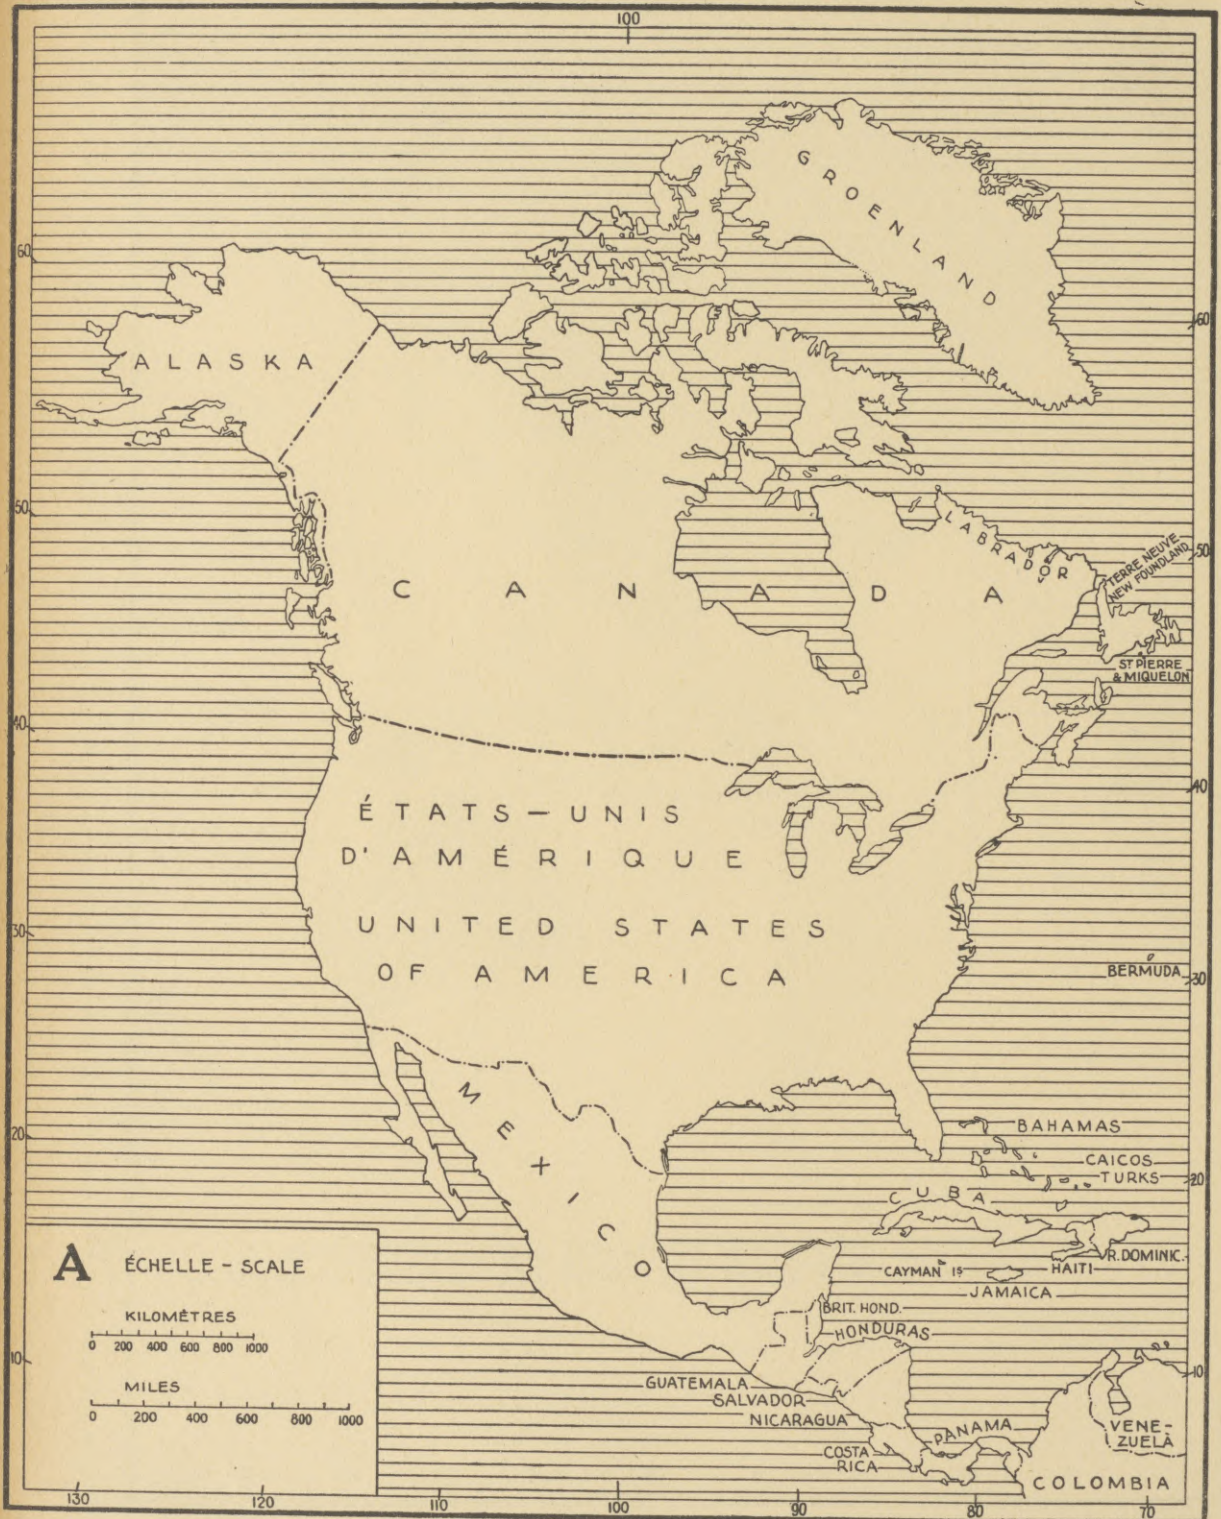 100
GROENLAND
60
60
ALASKA
50
LABRADOR
TERRE NEUVE
NEW FOUNDLAND
50
CANADA
ST PIERRE
& MIQUELON
40
40
ÉTATS-UNIS
D'AMÉRIQUE
UNITED STATES
OF AMERICA
30
BERMUDA
30
MEXICO
20
BAHAMAS
CAICOS
TURKS
20
CUBA
R. DOMINIC.
HAITI
CAYMAN Is
JAMAICA
A ÉCHELLE - SCALE
KILOMÈTRES
0 200 400 600 800 1000
MILES
0 200 400 600 800 1000
BRIT. HOND.
HONDURAS
10
10
GUATEMALA
SALVADOR
NICARAGUA
PANAMA
COSTA
RICA
VENE-
ZUELÀ
COLOMBIA
130 120 110 100 90 80 70